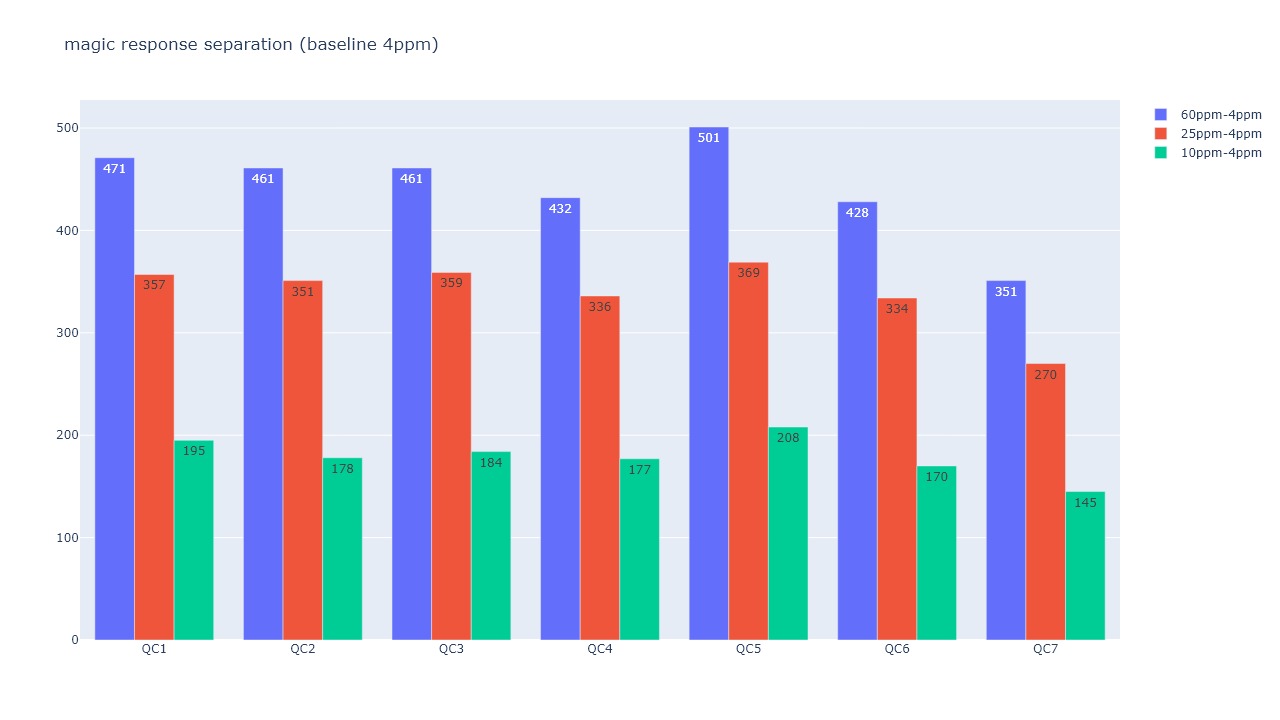 magic response separation (baseline 4ppm)
60ppm-4ppm
25ppm-4ppm
10ppm-4ppm
500
400
300
200
100
0
471
357
195
461
351
178
461
359
184
432
336
177
501
369
208
428
334
170
351
270
145
QC1
QC2
QC3
QC4
QC5
QC6
QC7